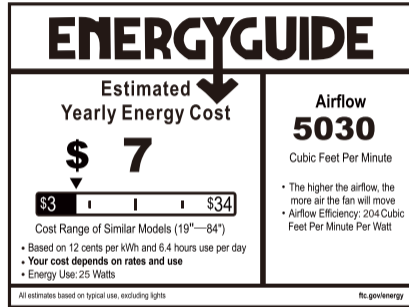 ENERGYGUIDE
Estimated
Yearly Energy Cost
$ 7
$3 $34
Cost Range of Similar Models (19"—84")
• Based on 12 cents per kWh and 6.4 hours use per day
• Your cost depends on rates and use
• Energy Use: 25 Watts
Airflow
5030
Cubic Feet Per Minute
• The higher the airflow, the
more air the fan will move
• Airflow Efficiency: 204 Cubic
Feet Per Minute Per Watt
All estimates based on typical use, excluding lights
ftc.gov/energy